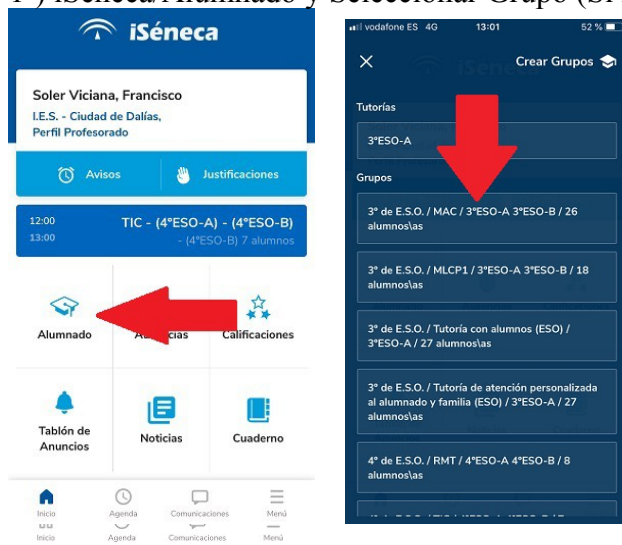 iSéneca
Soler Viciana, Francisco
I.E.S. - Ciudad de Dalías,
Perfil Profesorado
Avisos
Justificaciones
12:00 TIC - (4ºESO-A) - (4ºESO-B)
13:00 - (4ºESO-B) 7 alumnos
Alumnado
Calificaciones
Tablón de
Anuncios
Noticias
Cuaderno
Inicio Agenda Comunicaciones Menú
Inicio Agenda Comunicaciones Menú
vodafone ES 4G 13:01 52 %
Crear Grupos
Tutorías
3ºESO-A
Grupos
3º de E.S.O. / MAC / 3ºESO-A 3ºESO-B / 26
alumnos\as
3º de E.S.O. / MLCP1 / 3ºESO-A 3ºESO-B / 18
alumnos\as
3º de E.S.O. / Tutoría con alumnos (ESO) /
3ºESO-A / 27 alumnos\as
3º de E.S.O. / Tutoría de atención personalizada
al alumnado y familia (ESO) / 3ºESO-A / 27
alumnos\as
4º de E.S.O. / RMT / 4ºESO-A 4ºESO-B / 8
alumnos\as